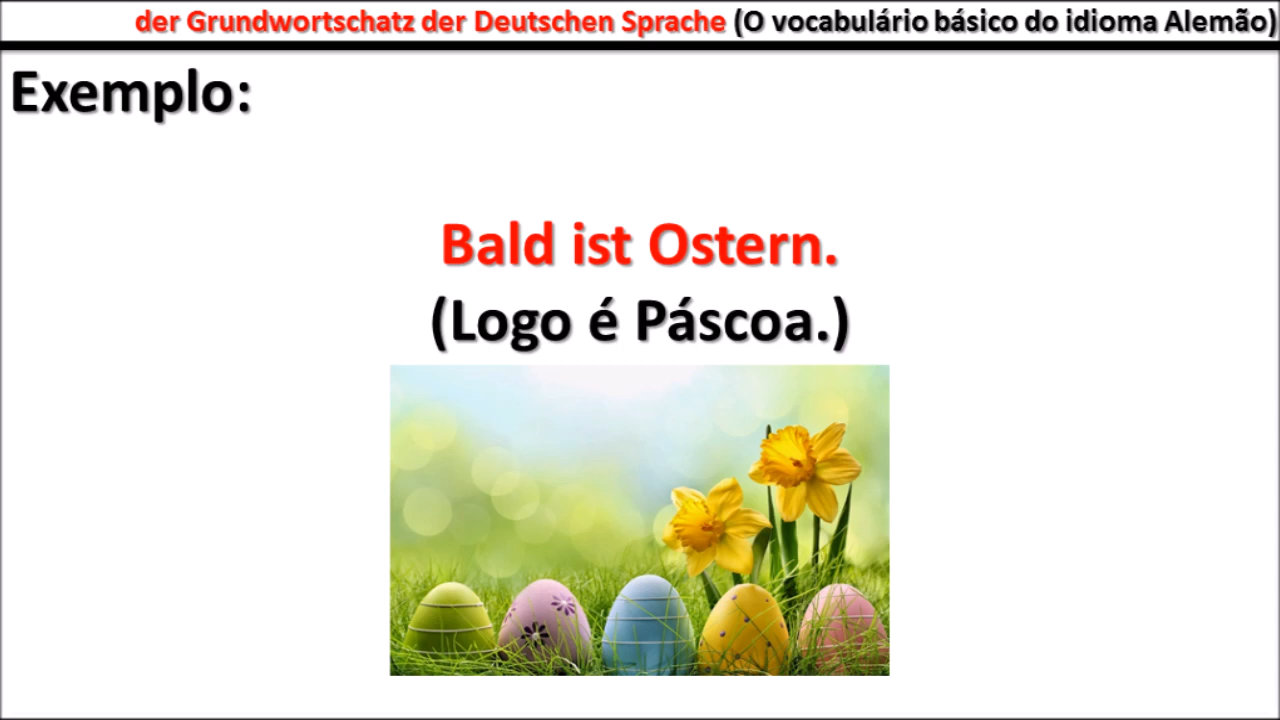 der Grundwortschatz der Deutschen Sprache (O vocabulário básico do idioma Alemão)
Exemplo:
Bald ist Ostern.
(Logo é Páscoa.)